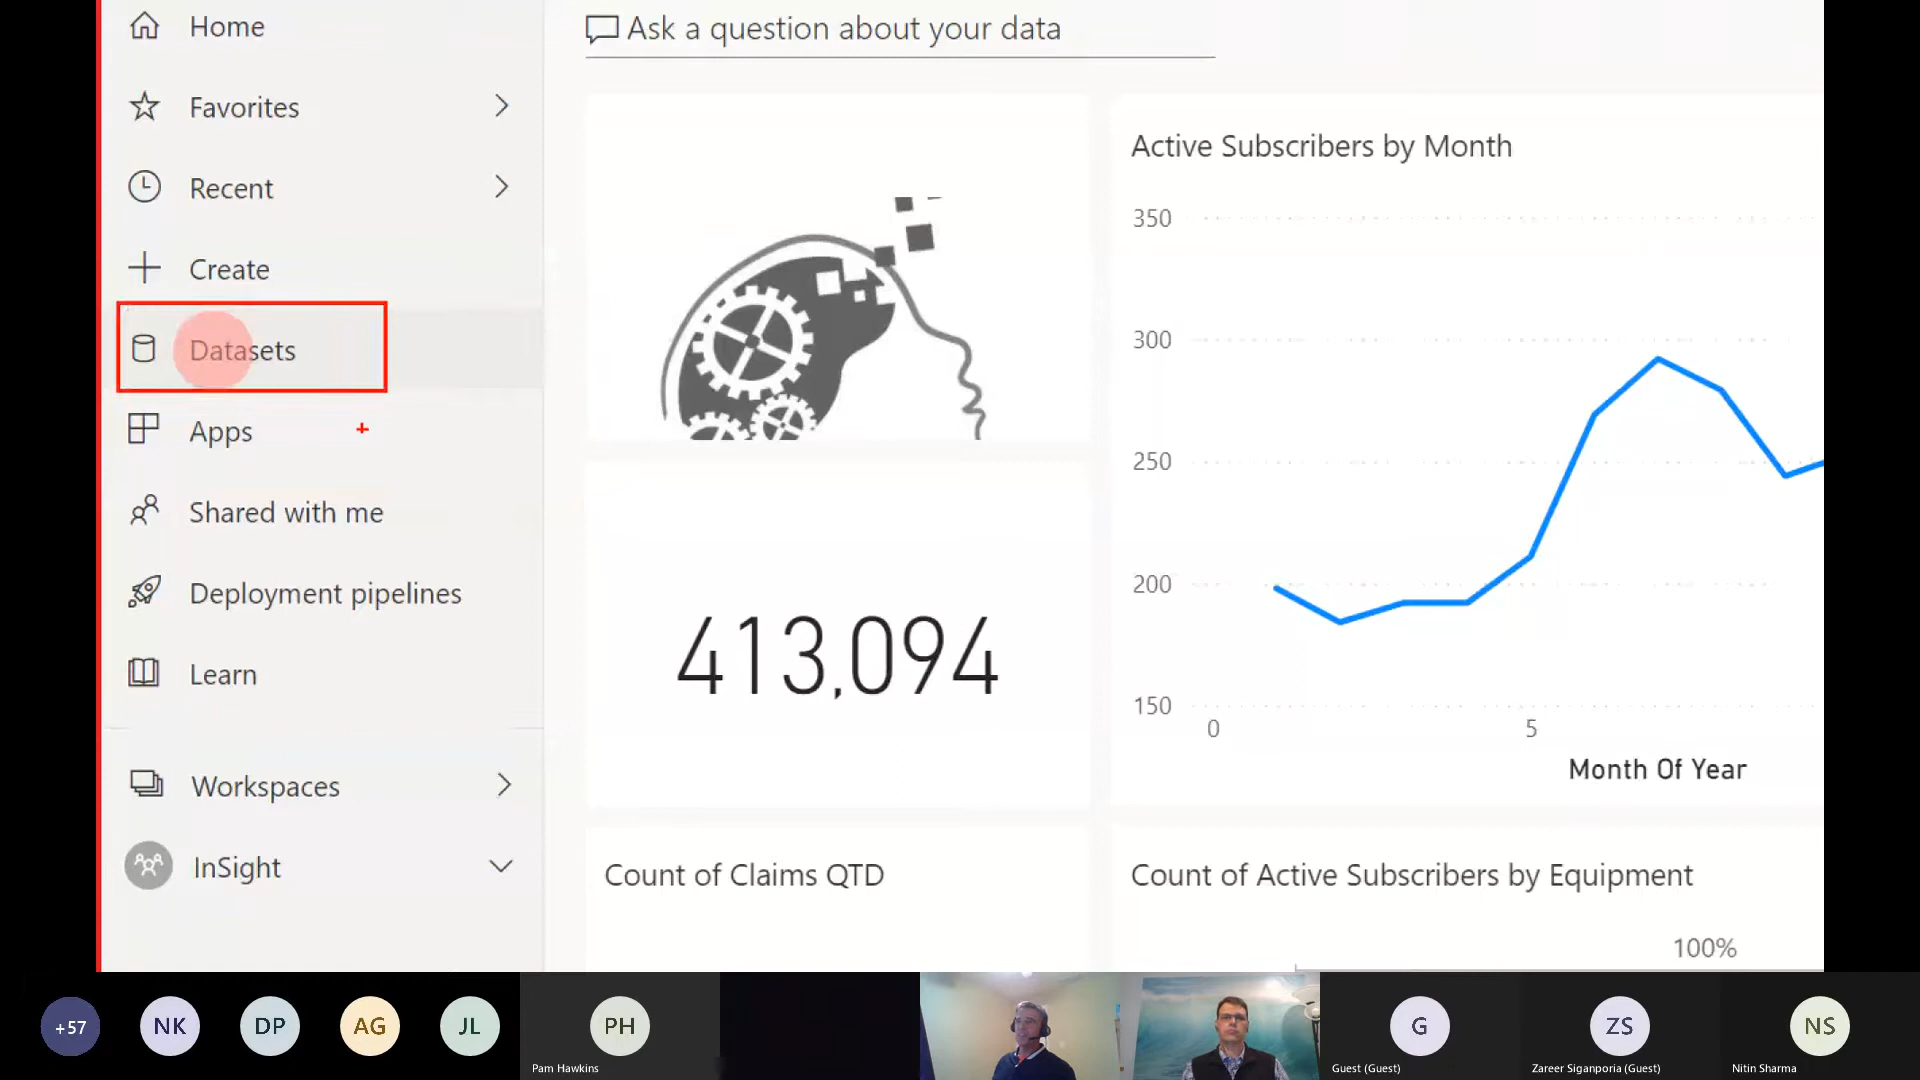 Home
Favorites
Recent
Create
Datasets
Apps
Shared with me
Deployment pipelines
Learn
Workspaces
InSight
Ask a question about your data
413,094
Count of Claims QTD
Active Subscribers by Month
350
300
250
200
150
0
5
Month Of Year
Count of Active Subscribers by Equipment
100%
+57
NK
DP
AG
JL
PH
Pam Hawkins
G
Guest (Guest)
ZS
Zareer Siganporia (Guest)
NS
Nitin Sharma